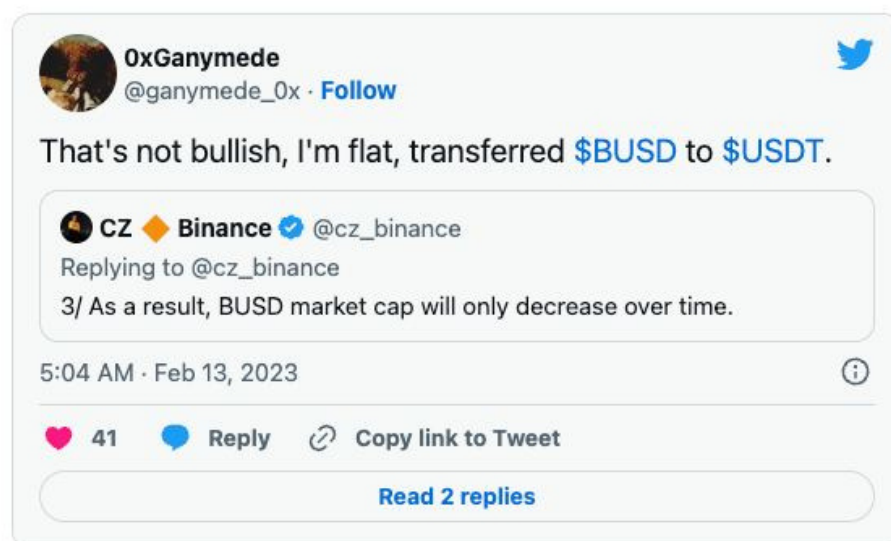 0xGanymede
@ganymede_0x · Follow
That's not bullish, I'm flat, transferred $BUSD to $USDT.
CZ 🔶 Binance @cz_binance
Replying to @cz_binance
3/ As a result, BUSD market cap will only decrease over time.
5:04 AM · Feb 13, 2023
41 Reply Copy link to Tweet
Read 2 replies